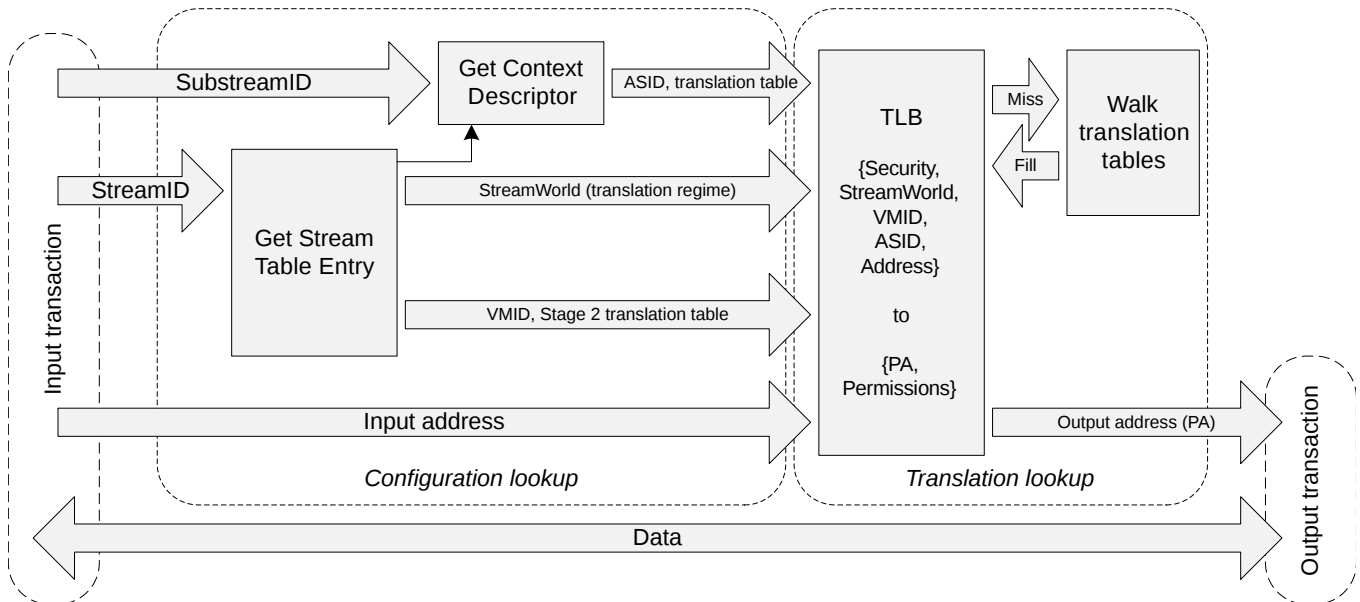 Input transaction
SubstreamID
Get Context
Descriptor
ASID, translation table
StreamID
Get Stream
Table Entry
StreamWorld (translation regime)
VMID, Stage 2 translation table
Input address
Configuration lookup
TLB
{Security,
StreamWorld,
VMID,
ASID,
Address}
to
{PA,
Permissions}
Miss
Fill
Walk
translation
tables
Output address (PA)
Translation lookup
Data
Output transaction